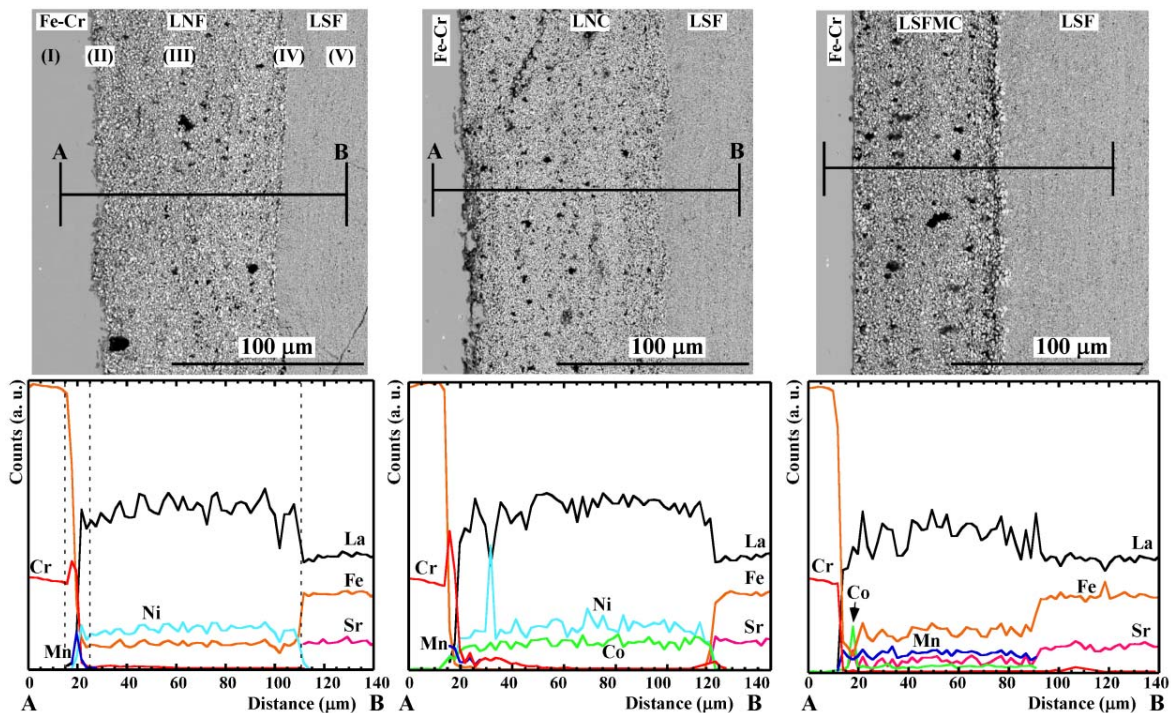 Fe-Cr LNF LSF
(I) (II) (III) (IV) (V)
A B
100 µm
Fe-Cr LNC LSF
A B
100 µm
Fe-Cr LSFMC LSF
100 µm
Counts (a. u.)
La
Cr Fe
Ni
Sr
Mn
0 20 40 60 80 100 120 140
A Distance (µm) B
Counts (a. u.)
La
Cr Fe
Ni
Sr
Mn Co
0 20 40 60 80 100 120 140
A Distance (µm) B
Counts (a. u.)
La
Cr Co Fe
Mn Sr
0 20 40 60 80 100 120 140
A Distance (µm) B